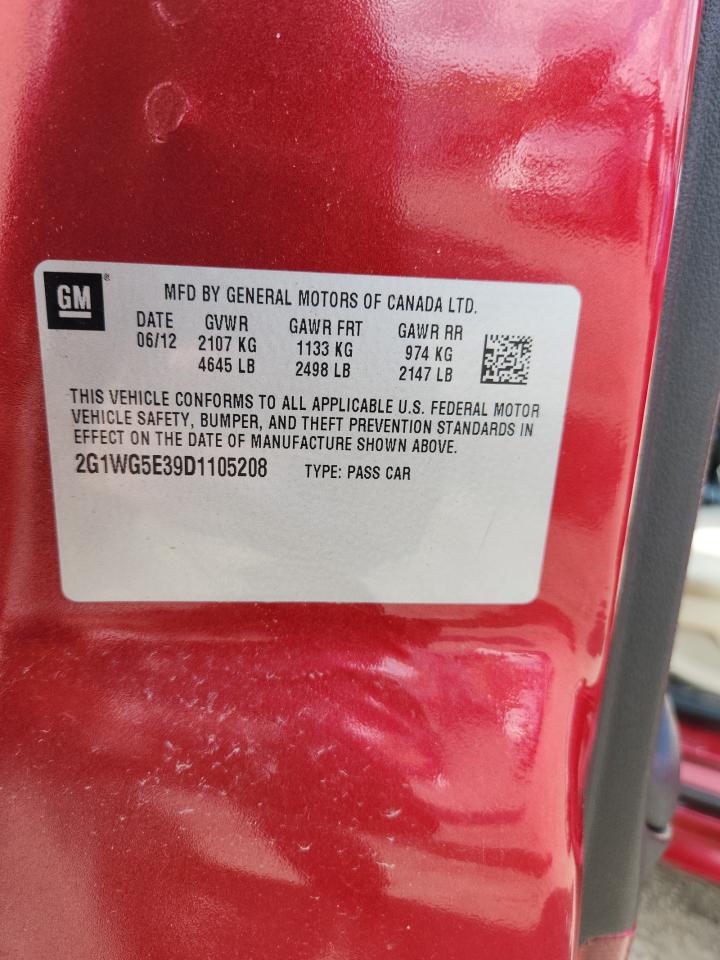 GM
MFD BY GENERAL MOTORS OF CANADA LTD.
DATE GVWR GAWR FRT GAWR RR
06/12 2107 KG 1133 KG 974 KG
4645 LB 2498 LB 2147 LB
THIS VEHICLE CONFORMS TO ALL APPLICABLE U.S. FEDERAL MOTOR
VEHICLE SAFETY, BUMPER, AND THEFT PREVENTION STANDARDS IN
EFFECT ON THE DATE OF MANUFACTURE SHOWN ABOVE.
2G1WG5E39D1105208 TYPE: PASS CAR